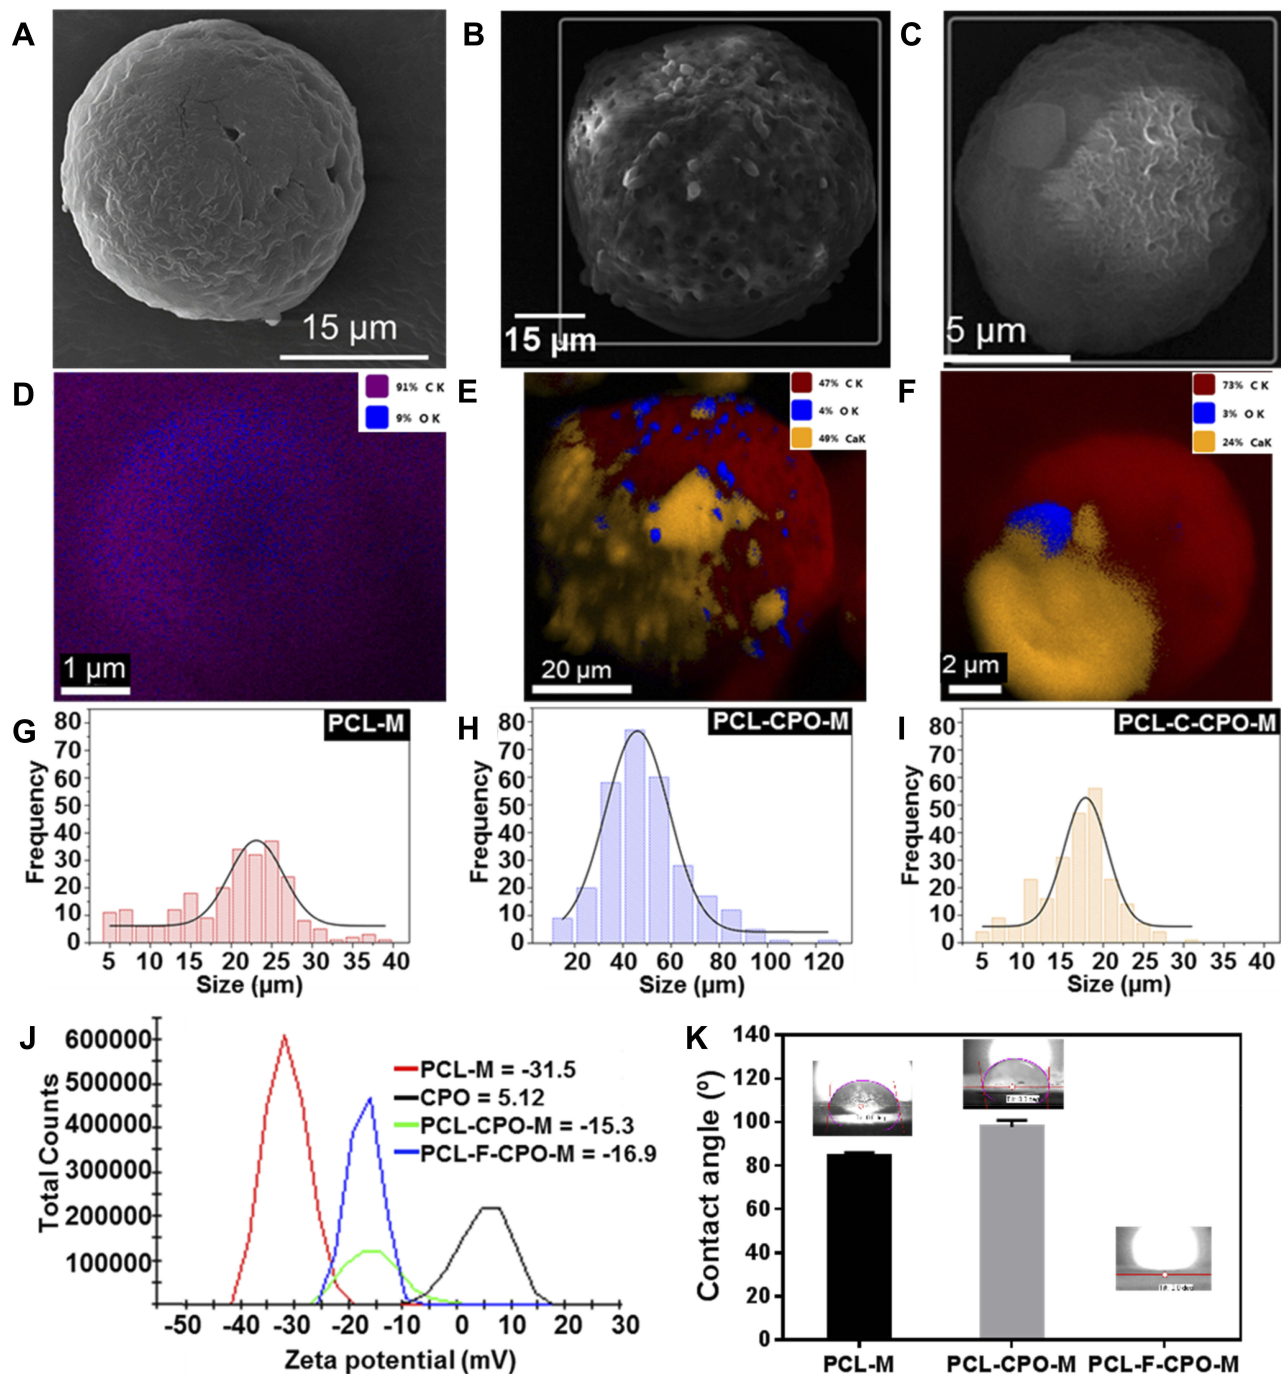 A
B
C
15 µm
15 µm
5 µm
D
91% C K
9% O K
1 µm
E
47% C K
4% O K
49% CaK
20 µm
F
73% C K
3% O K
24% CaK
2 µm
G
PCL-M
80
70
60
50
40
30
20
10
0
Frequency
5 10 15 20 25 30 35 40
Size (µm)
H
PCL-CPO-M
80
70
60
50
40
30
20
10
0
Frequency
20 40 60 80 100 120
Size (µm)
I
PCL-C-CPO-M
80
70
60
50
40
30
20
10
0
Frequency
5 10 15 20 25 30 35 40
Size (µm)
J
600000
500000
400000
300000
200000
100000
Total Counts
PCL-M = -31.5
CPO = 5.12
PCL-CPO-M = -15.3
PCL-F-CPO-M = -16.9
-50 -40 -30 -20 -10 0 10 20 30
Zeta potential (mV)
K
140
120
100
80
60
40
20
0
Contact angle (º)
PCL-M PCL-CPO-M PCL-F-CPO-M